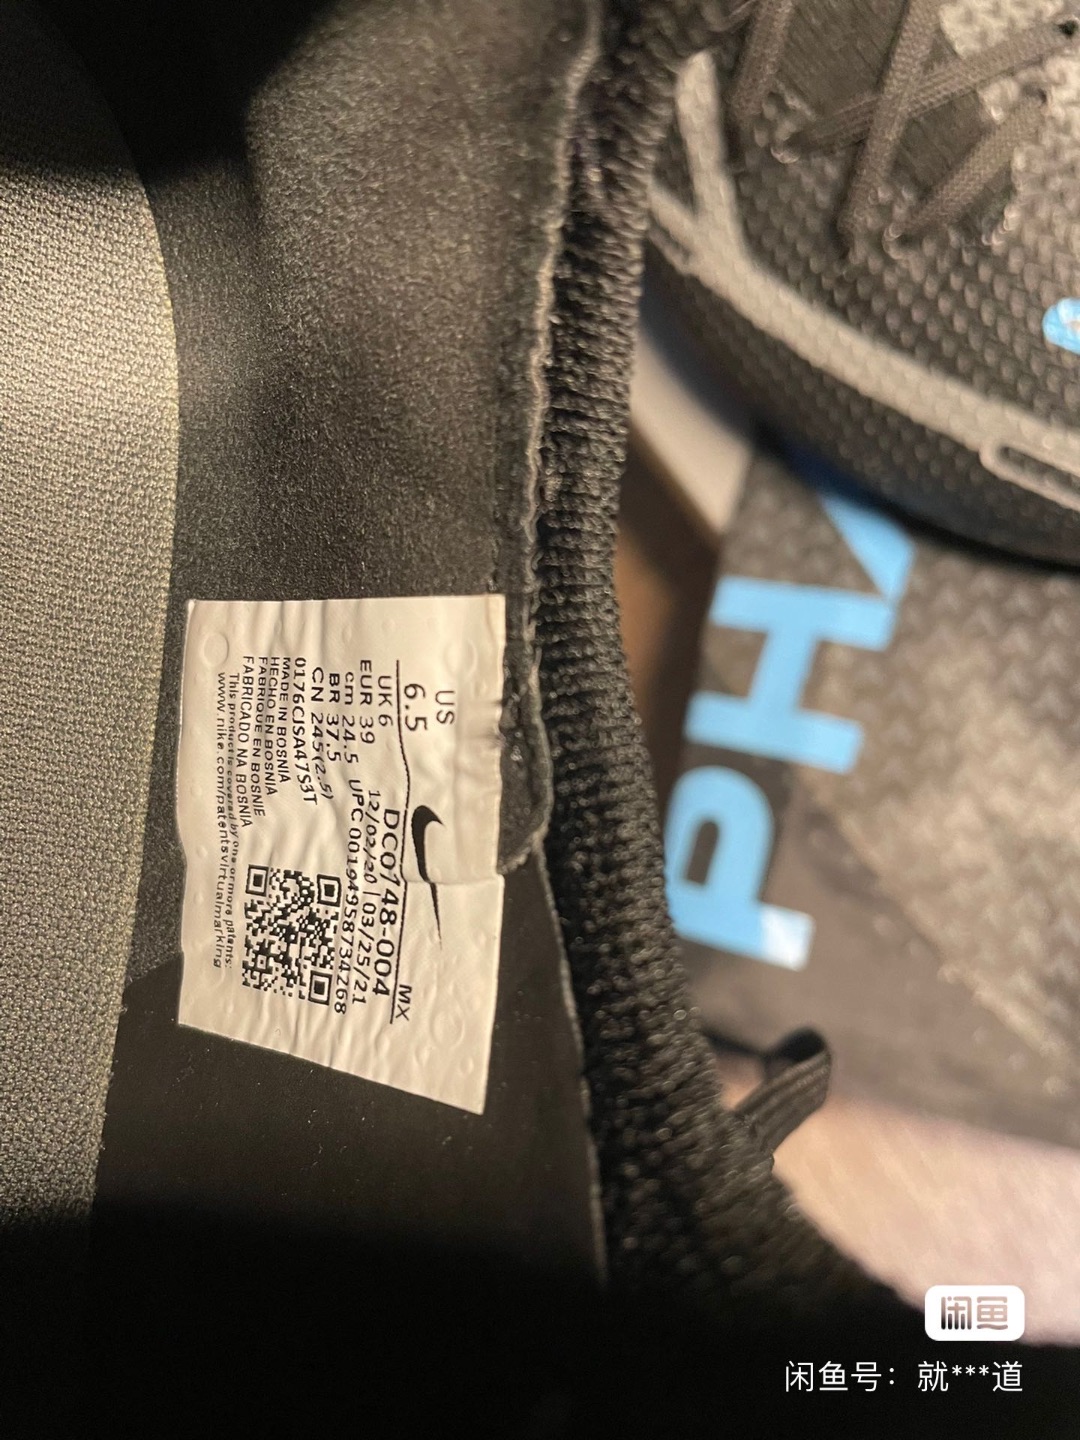 US
6.5
UK 6
EUR 39
cm 24.5
BR 37.5
CN 245(2.5)
0176CJSA47S3T
MADE IN BOSNIA
HECHO EN BOSNIA
FABRIQUE EN BOSNIE
FABRICADO NA BOSNIA
MX
DC0748-004
12/02/20 | 03/25/21
UPC 00194958734268
This product is covered by one or more patents:
www.nike.com/patentsvirtualmarking
PHA
闲鱼
闲鱼号：就***道